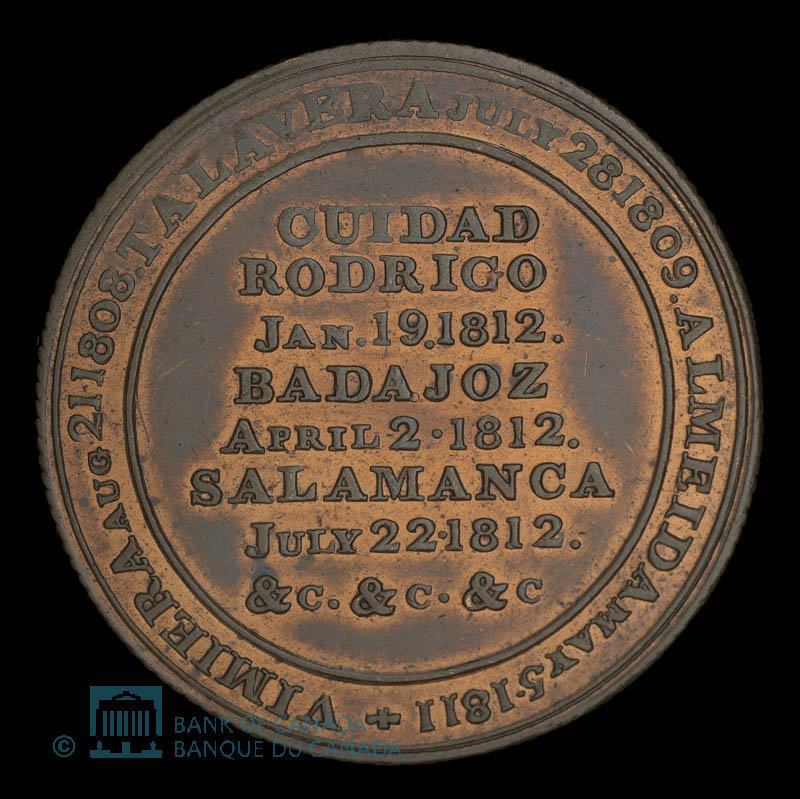 VIMIERA AUG 21·1808. TALAVERA JULY 28 1809. ALMEIDA MAY 5·1811 +
CUIDAD
RODRIGO
JAN. 19. 1812.
BADAJOZ
APRIL 2·1812.
SALAMANCA
JULY 22·1812.
&C. &C. &C
© BANK OF CANADA
BANQUE DU CANADA